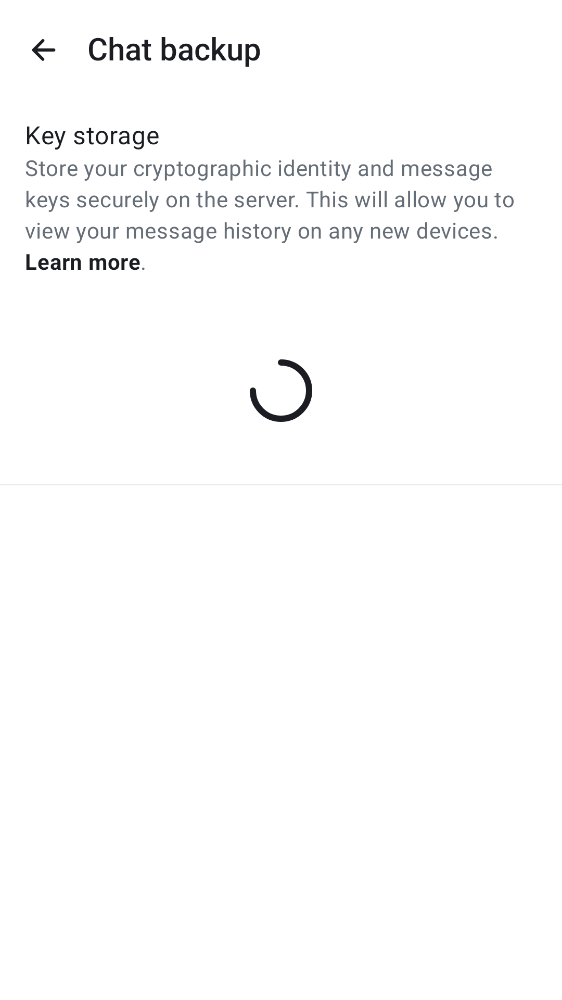 Chat backup
Key storage
Store your cryptographic identity and message
keys securely on the server. This will allow you to
view your message history on any new devices.
Learn more.